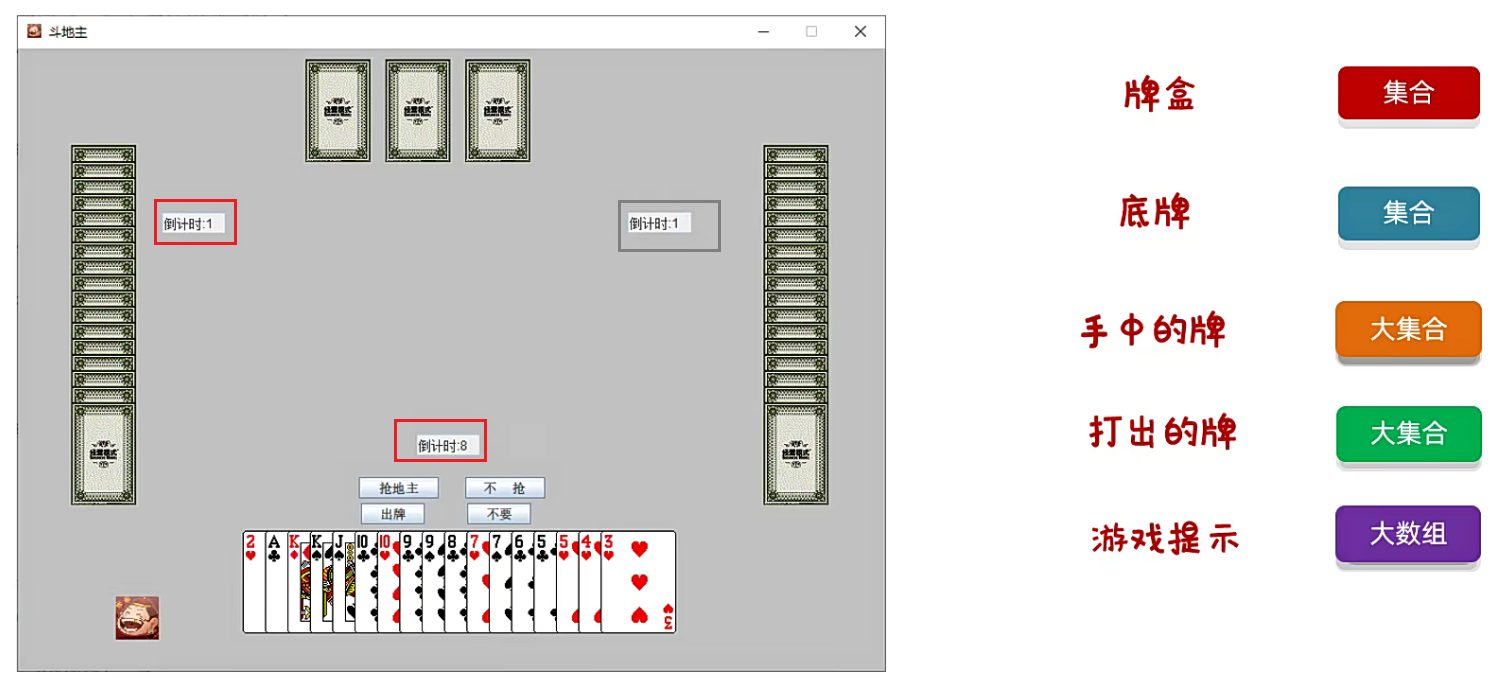 斗地主
倒计时:1
倒计时:1
倒计时:8
抢地主
不 抢
出牌
不要
2 A K K J 10 10 9 9 8 7 7 6 5 5 4 3
3
牌盒
集合
底牌
集合
手中的牌
大集合
打出的牌
大集合
游戏提示
大数组